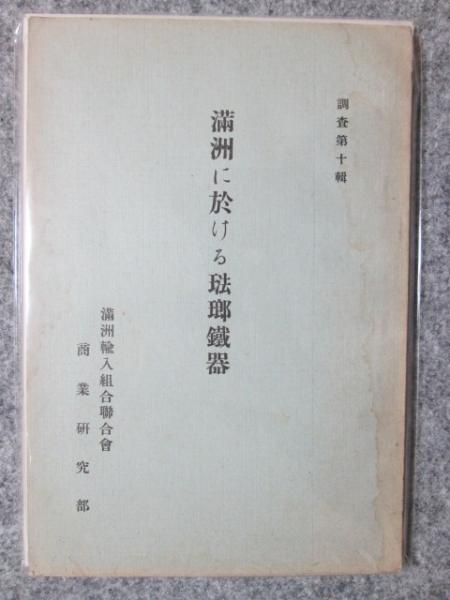 調査第十輯
滿洲に於ける琺瑯鐵器
滿洲輸入組合聯合會
商業研究部